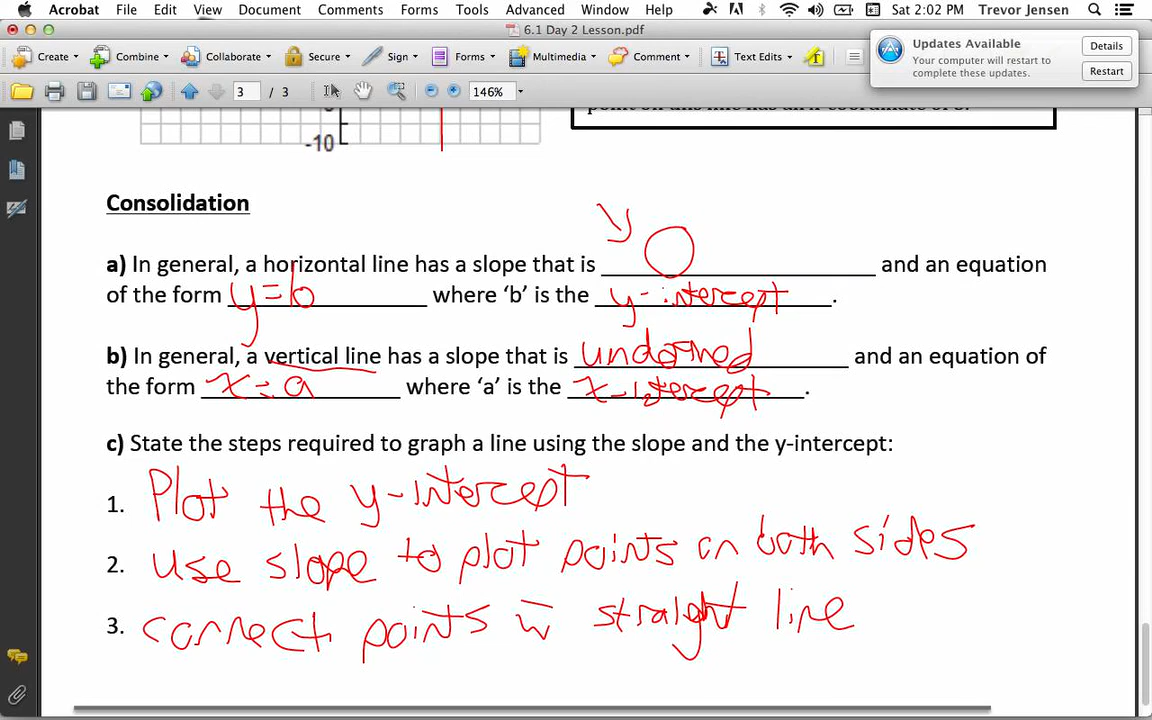 Acrobat File Edit View Document Comments Forms Tools Advanced Window Help Sat 2:02 PM Trevor Jensen
6.1 Day 2 Lesson.pdf
Create Combine Collaborate Secure Sign Forms Multimedia Comment Text Edits
Updates Available
Your computer will restart to complete these updates.
Details
Restart
3 / 3 146%
-10
Consolidation
y
a) In general, a horizontal line has a slope that is 0 and an equation
of the form y=b where ‘b’ is the y-intercept.
b) In general, a vertical line has a slope that is undefined and an equation of
the form x=a where ‘a’ is the x-intercept.
c) State the steps required to graph a line using the slope and the y-intercept:
1. Plot the y-intercept
2. use slope to plot points on both sides
3. connect points w straight line